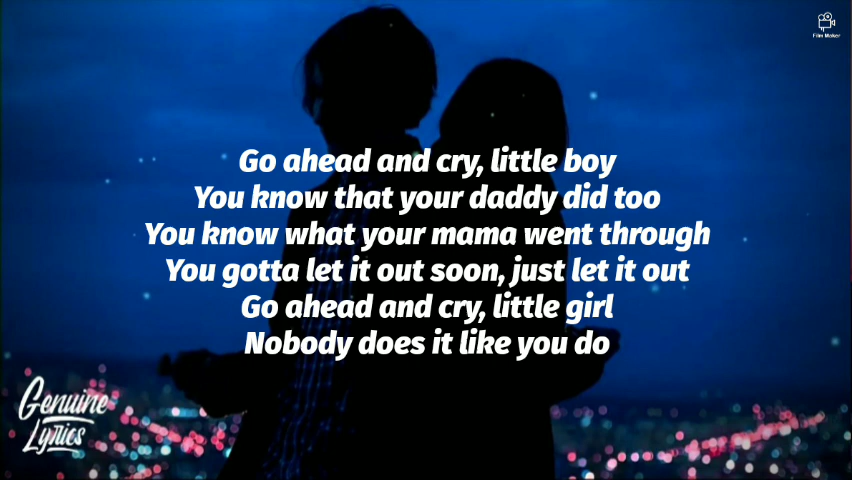 Film Maker
Go ahead and cry, little boy
You know that your daddy did too
You know what your mama went through
You gotta let it out soon, just let it out
Go ahead and cry, little girl
Nobody does it like you do
Genuine
Lyrics